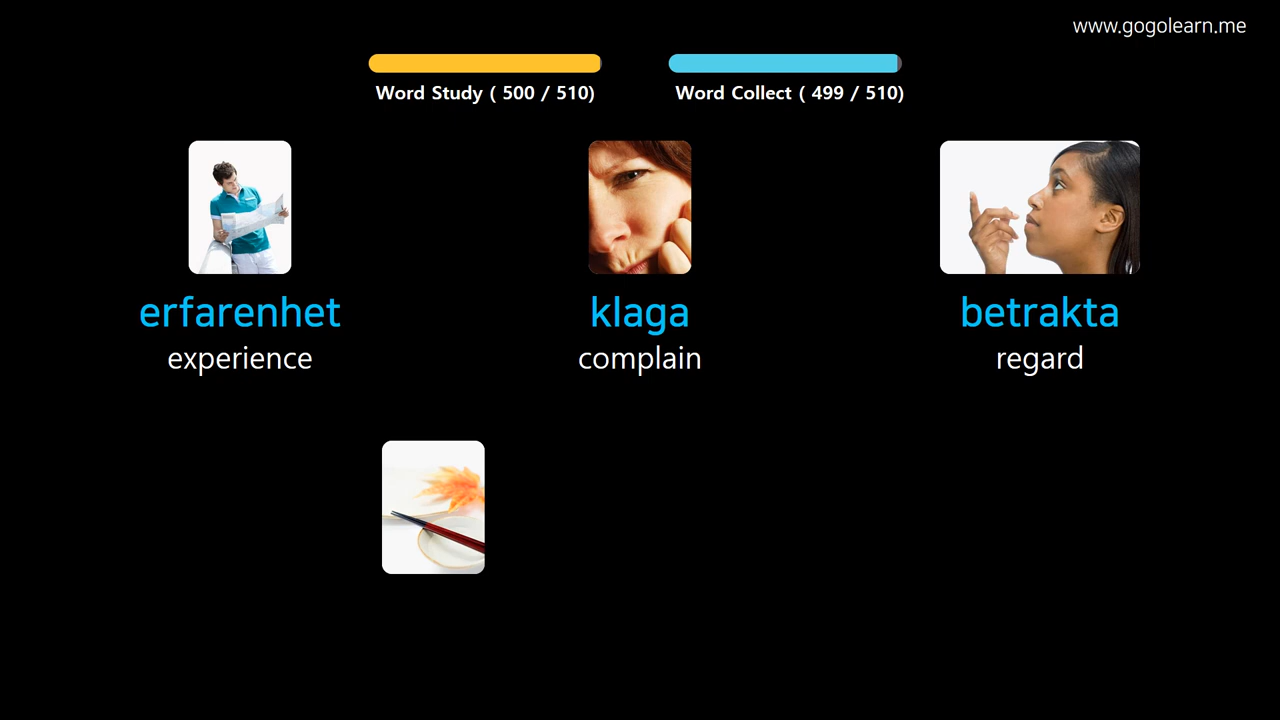 www.gogolearn.me
Word Study ( 500 / 510)
Word Collect ( 499 / 510)
erfarenhet
experience
klaga
complain
betrakta
regard